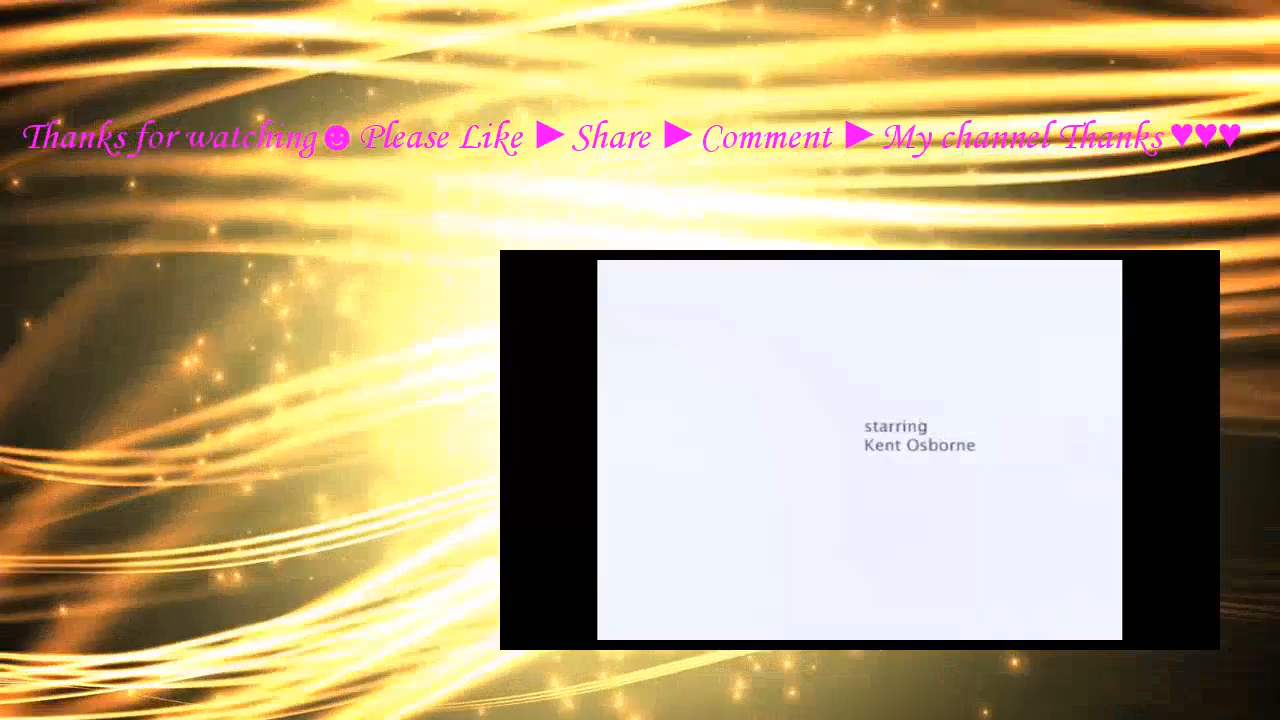 Thanks for watching☻Please Like ► Share ► Comment ► My channel Thanks ♥♥♥
starring
Kent Osborne